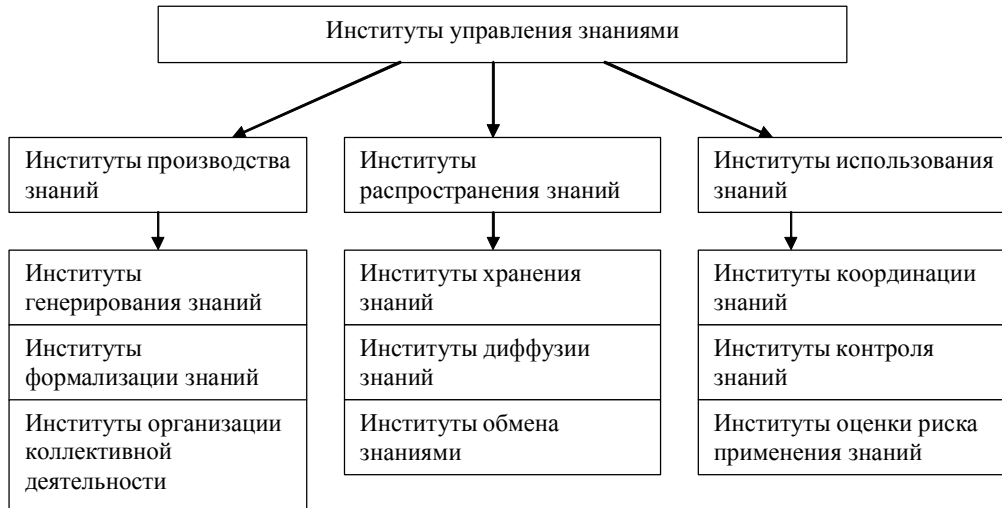 Институты управления знаниями
Институты производства
знаний
Институты
распространения знаний
Институты использования
знаний
Институты
генерирования знаний
Институты
формализации знаний
Институты организации
коллективной
деятельности
Институты хранения
знаний
Институты диффузии
знаний
Институты обмена
знаниями
Институты координации
знаний
Институты контроля
знаний
Институты оценки риска
применения знаний